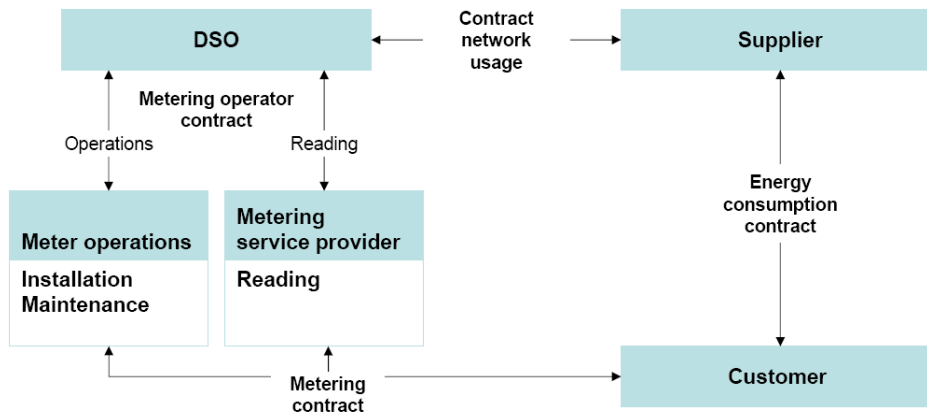 DSO
Contract
network
usage
Supplier
Metering operator
contract
Operations
Reading
Meter operations
Installation
Maintenance
Metering
service provider
Reading
Energy
consumption
contract
Metering
contract
Customer